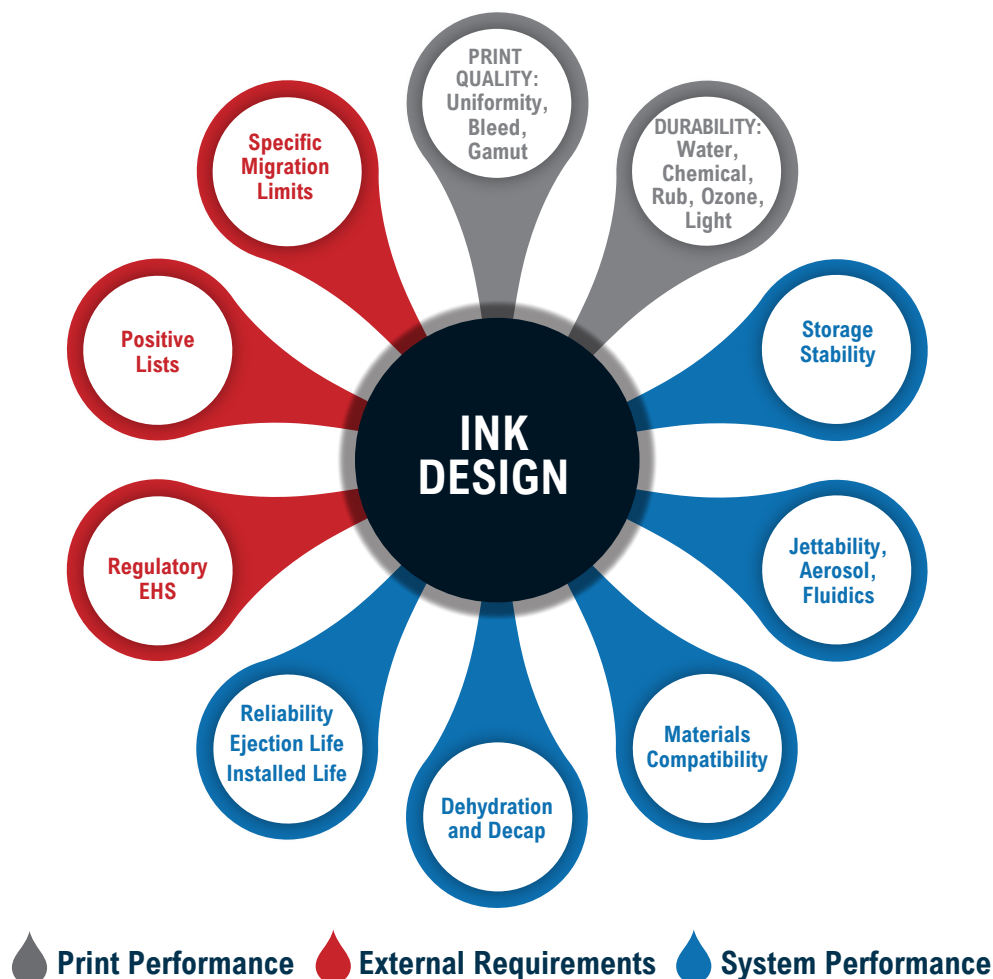 PRINT
QUALITY:
Uniformity,
Bleed,
Gamut
DURABILITY:
Water,
Chemical,
Rub, Ozone,
Light
Storage
Stability
Jettability,
Aerosol,
Fluidics
Materials
Compatibility
Dehydration
and Decap
Reliability
Ejection Life
Installed Life
Regulatory
EHS
Positive
Lists
Specific
Migration
Limits
INK
DESIGN
Print Performance
External Requirements
System Performance